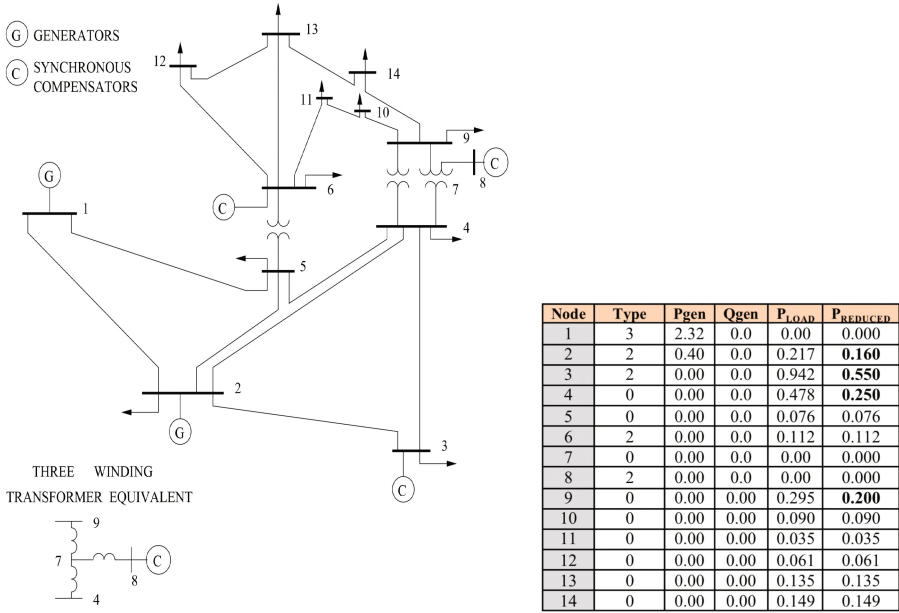 G GENERATORS
C SYNCHRONOUS
COMPENSATORS
13
12
14
11
10
9
C
8
7
6
C
G
1
4
5
2
G
3
C
THREE WINDING
TRANSFORMER EQUIVALENT
9
7
C
8
4
Node Type Pgen Qgen PLOAD PREDUCED
1 3 2.32 0.0 0.00 0.000
2 2 0.40 0.0 0.217 0.160
3 2 0.00 0.0 0.942 0.550
4 0 0.00 0.0 0.478 0.250
5 0 0.00 0.0 0.076 0.076
6 2 0.00 0.0 0.112 0.112
7 0 0.00 0.0 0.00 0.000
8 2 0.00 0.0 0.00 0.000
9 0 0.00 0.00 0.295 0.200
10 0 0.00 0.00 0.090 0.090
11 0 0.00 0.00 0.035 0.035
12 0 0.00 0.00 0.061 0.061
13 0 0.00 0.00 0.135 0.135
14 0 0.00 0.00 0.149 0.149